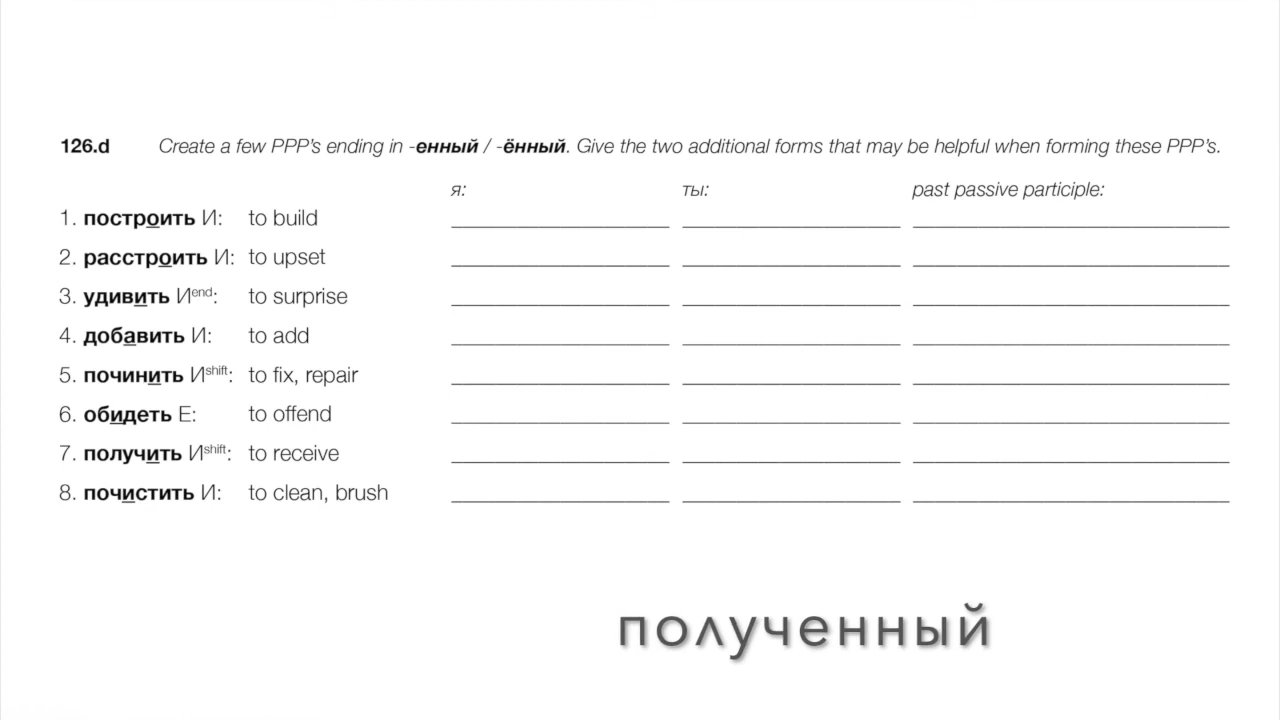 126.d Create a few PPP's ending in -енный / -ённый. Give the two additional forms that may be helpful when forming these PPP's.
я: ты: past passive participle:
1. построить И: to build
2. расстроить И: to upset
3. удивить Иend: to surprise
4. добавить И: to add
5. починить Иshift: to fix, repair
6. обидеть Е: to offend
7. получить Иshift: to receive
8. почистить И: to clean, brush
полученный